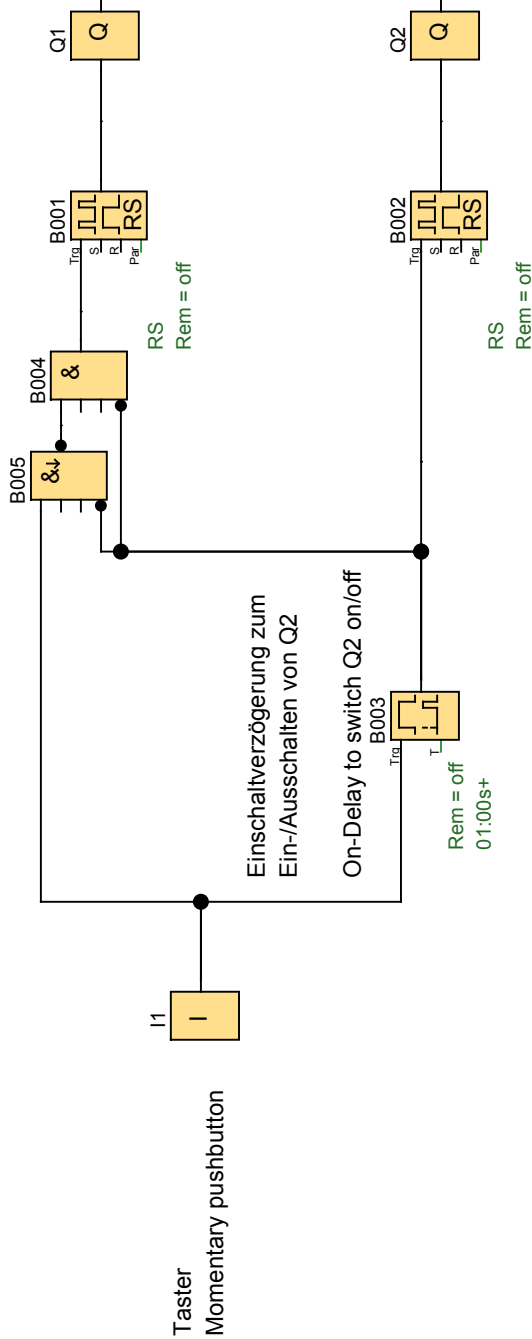 Taster
Momentary pushbutton
I1
I
Einschaltverzögerung zum
Ein-/Ausschalten von Q2
On-Delay to switch Q2 on/off
B003
Trg
T
Rem = off
01:00s+
B005
&↓
B004
&
B001
Trg
S
R
Par
RS
RS
Rem = off
Q1
Q
B002
Trg
S
R
Par
RS
RS
Rem = off
Q2
Q